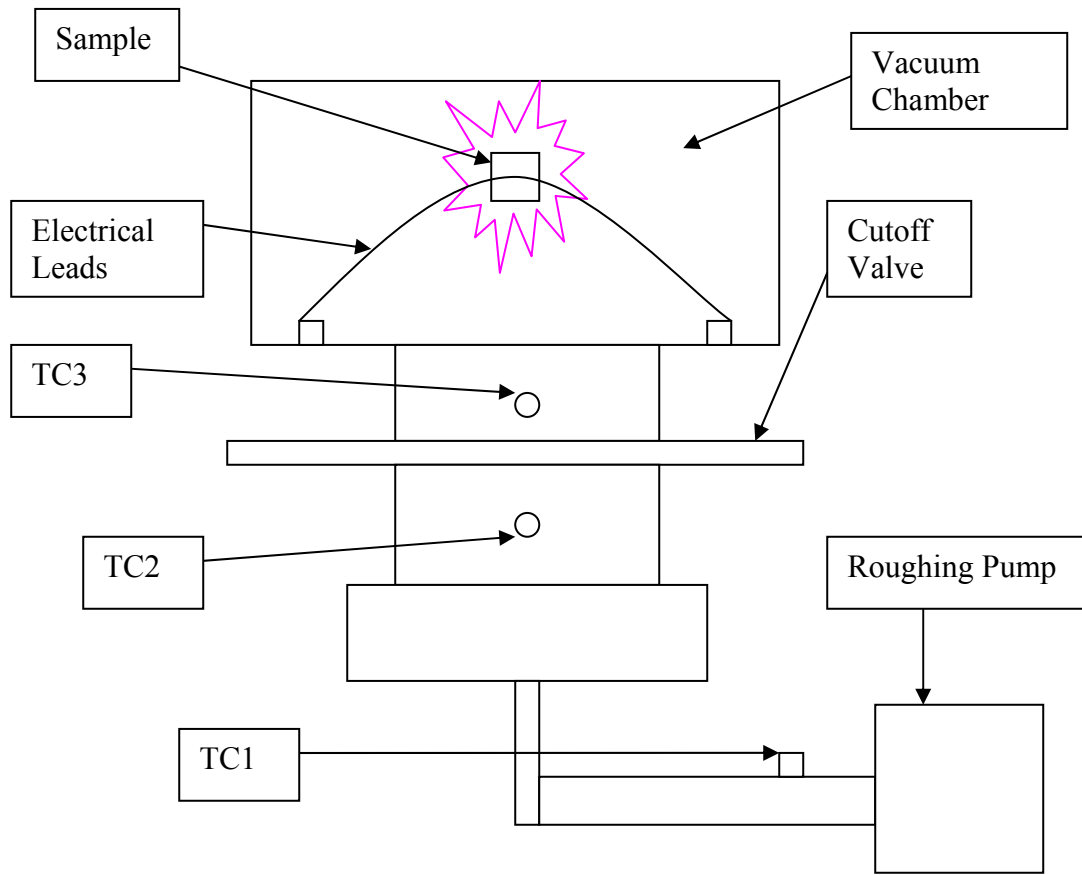 Sample
Vacuum
Chamber
Electrical
Leads
Cutoff
Valve
TC3
TC2
Roughing Pump
TC1